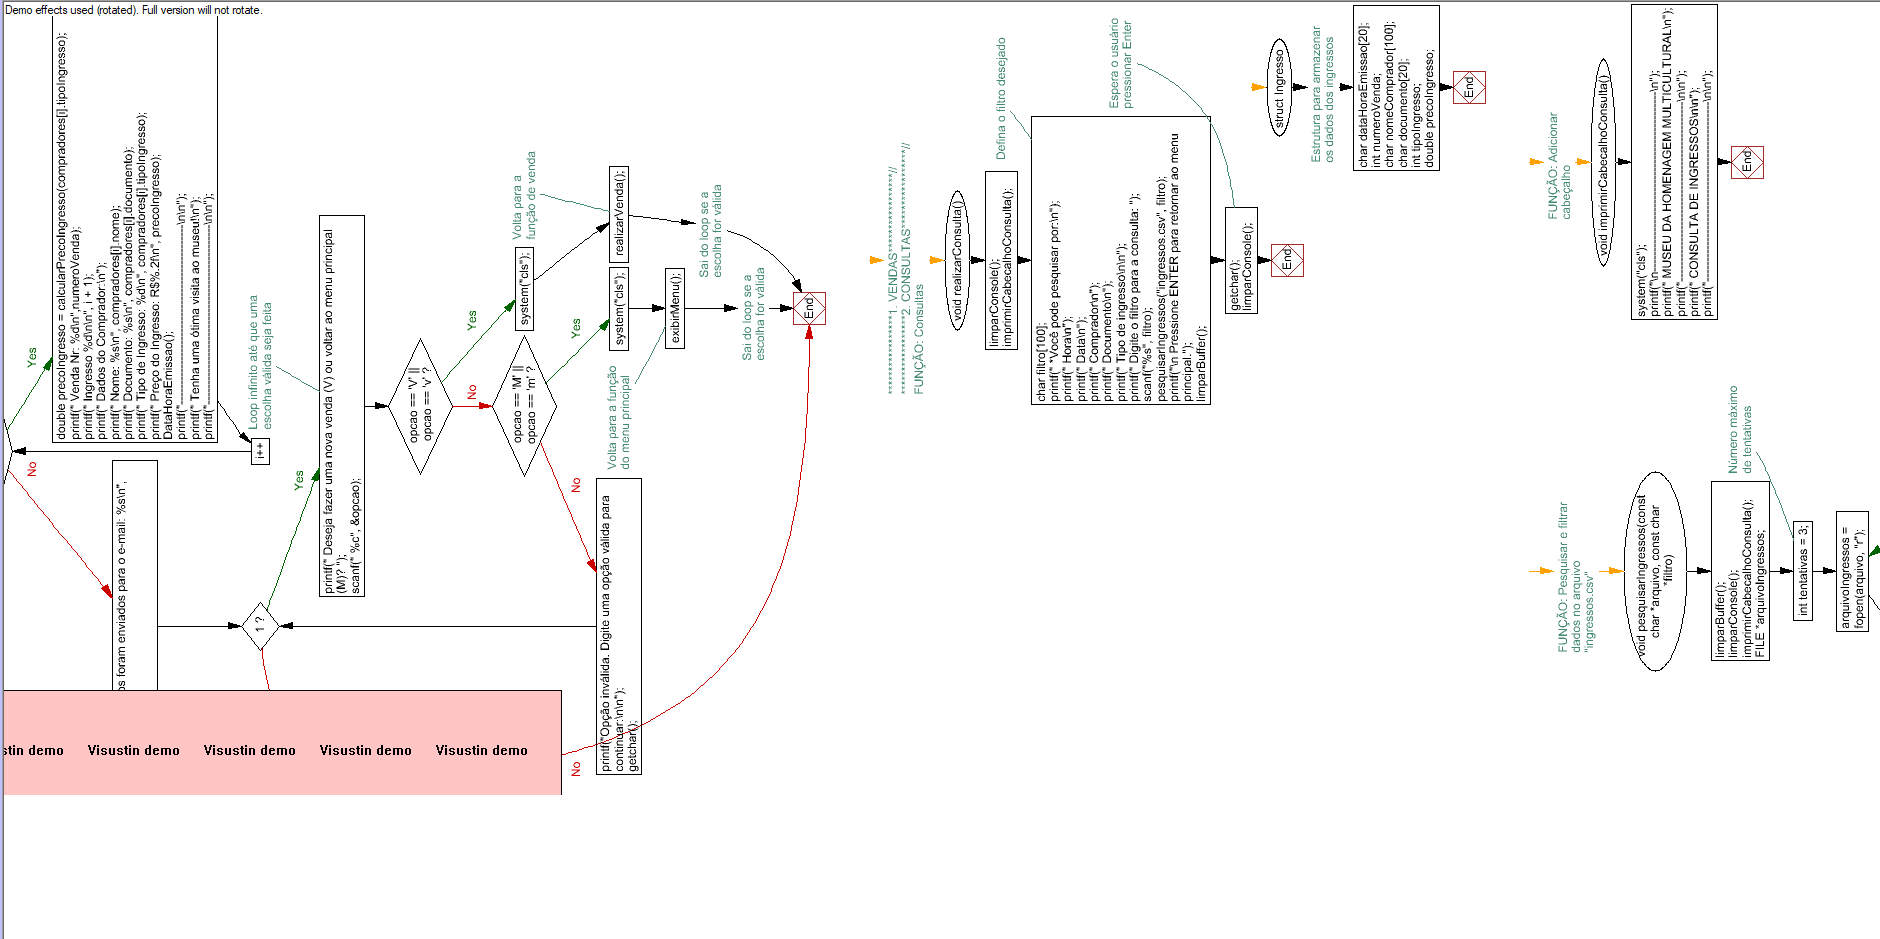 Demo effects used (rotated). Full version will not rotate.
Yes
No
double precoIngresso = calcularPrecoIngresso(compradores[i].tipoIngresso);
printf(" Venda Nr: %d\n",numeroVenda);
printf(" Ingresso %d\n\n", i + 1);
printf(" Dados do Comprador:\n");
printf(" Nome: %s\n", compradores[i].nome);
printf(" Documento: %s\n", compradores[i].documento);
printf(" Tipo de Ingresso: %d\n", compradores[i].tipoIngresso);
printf(" Preço do Ingresso: R$%.2f\n", precoIngresso);
DataHoraEmissao();
printf(" Tenha uma ótima visita ao museu!\n");
i++
Loop infinito até que uma
escolha válida seja feita
os foram enviados para o e-mail: %s\n",
1 ?
Yes
printf(" Deseja fazer uma nova venda (V) ou voltar ao menu principal
(M)? ");
scanf(" %c", &opcao);
opcao == 'V' ||
opcao == 'v' ?
Yes
No
opcao == 'M' ||
opcao == 'm' ?
Yes
No
system("cls");
Volta para a
função de venda
realizarVenda();
Sai do loop se a
escolha for válida
system("cls");
Volta para a função
do menu principal
exibirMenu();
Sai do loop se a
escolha for válida
End
printf("Opção inválida. Digite uma opção válida para
continuar:\n\n");
getchar();
No
stin demo
Visustin demo
Visustin demo
Visustin demo
Visustin demo
********************1. VENDAS********************//
********************2. CONSULTAS********************//
FUNÇÃO: Consultas
void realizarConsulta()
limparConsole();
imprimirCabecalhoConsulta();
Defina o filtro desejado
char filtro[100];
printf(" *Você pode pesquisar por:\n");
printf(" Hora\n");
printf(" Data\n");
printf(" Comprador\n");
printf(" Documento\n");
printf(" Tipo de ingresso\n\n");
printf(" Digite o filtro para a consulta: ");
scanf("%s", filtro);
pesquisarIngressos("ingressos.csv", filtro);
printf("\n Pressione ENTER para retornar ao menu
principal.");
limparBuffer();
Espera o usuário
pressionar Enter
getchar();
limparConsole();
End
struct Ingresso
Estrutura para armazenar
os dados dos ingressos
char dataHoraEmissao[20];
int numeroVenda;
char nomeComprador[100];
char documento[20];
int tipoIngresso;
double precoIngresso;
End
FUNÇÃO: Adicionar
cabeçalho
void imprimirCabecalhoConsulta()
system("cls");
printf(" MUSEU DA HOMENAGEM MULTICULTURAL\n");
printf(" CONSULTA DE INGRESSOS\n\n");
End
FUNÇÃO: Pesquisar e filtrar
dados no arquivo
"ingressos.csv"
void pesquisarIngressos(const
char *arquivo, const char
*filtro)
limparBuffer();
limparConsole();
imprimirCabecalhoConsulta();
FILE *arquivoIngressos;
Número máximo
de tentativas
int tentativas = 3;
arquivoIngressos =
fopen(arquivo, "r");